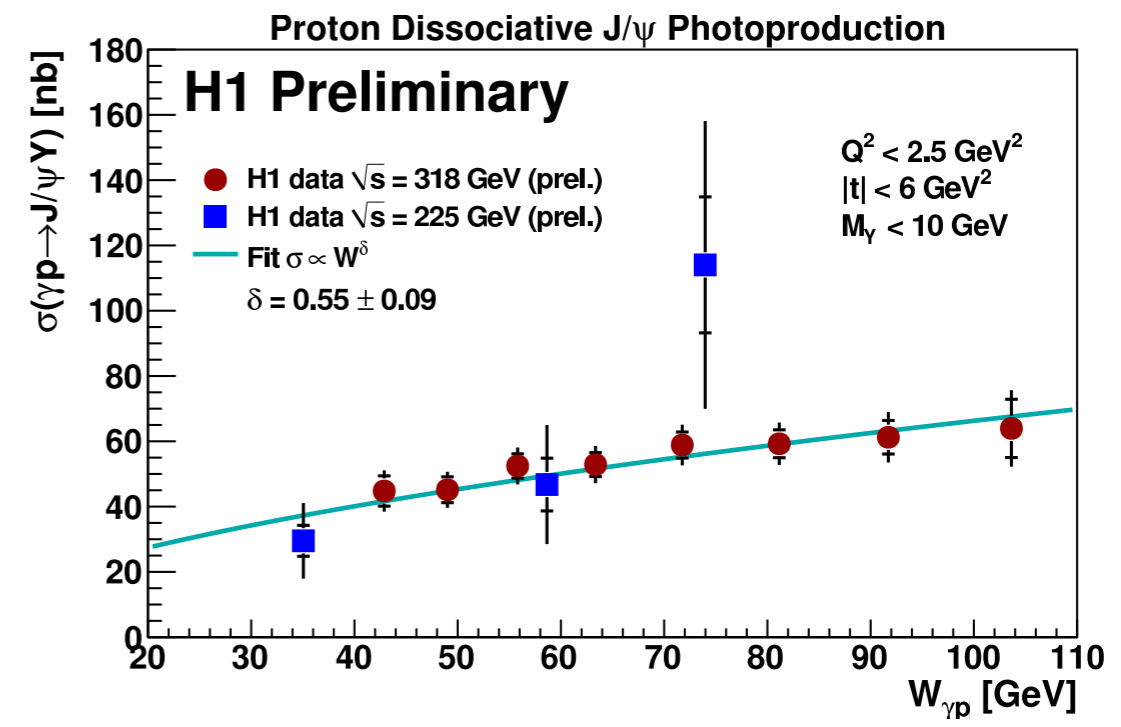 Proton Dissociative J/ψ Photoproduction
σ(γp→J/ψY) [nb]
H1 Preliminary
H1 data √s = 318 GeV (prel.)
H1 data √s = 225 GeV (prel.)
Fit σ ∝ W^δ
δ = 0.55 ± 0.09
Q² < 2.5 GeV²
|t| < 6 GeV²
M_Y < 10 GeV
180
160
140
120
100
80
60
40
20
0
20 30 40 50 60 70 80 90 100 110
W_γp [GeV]